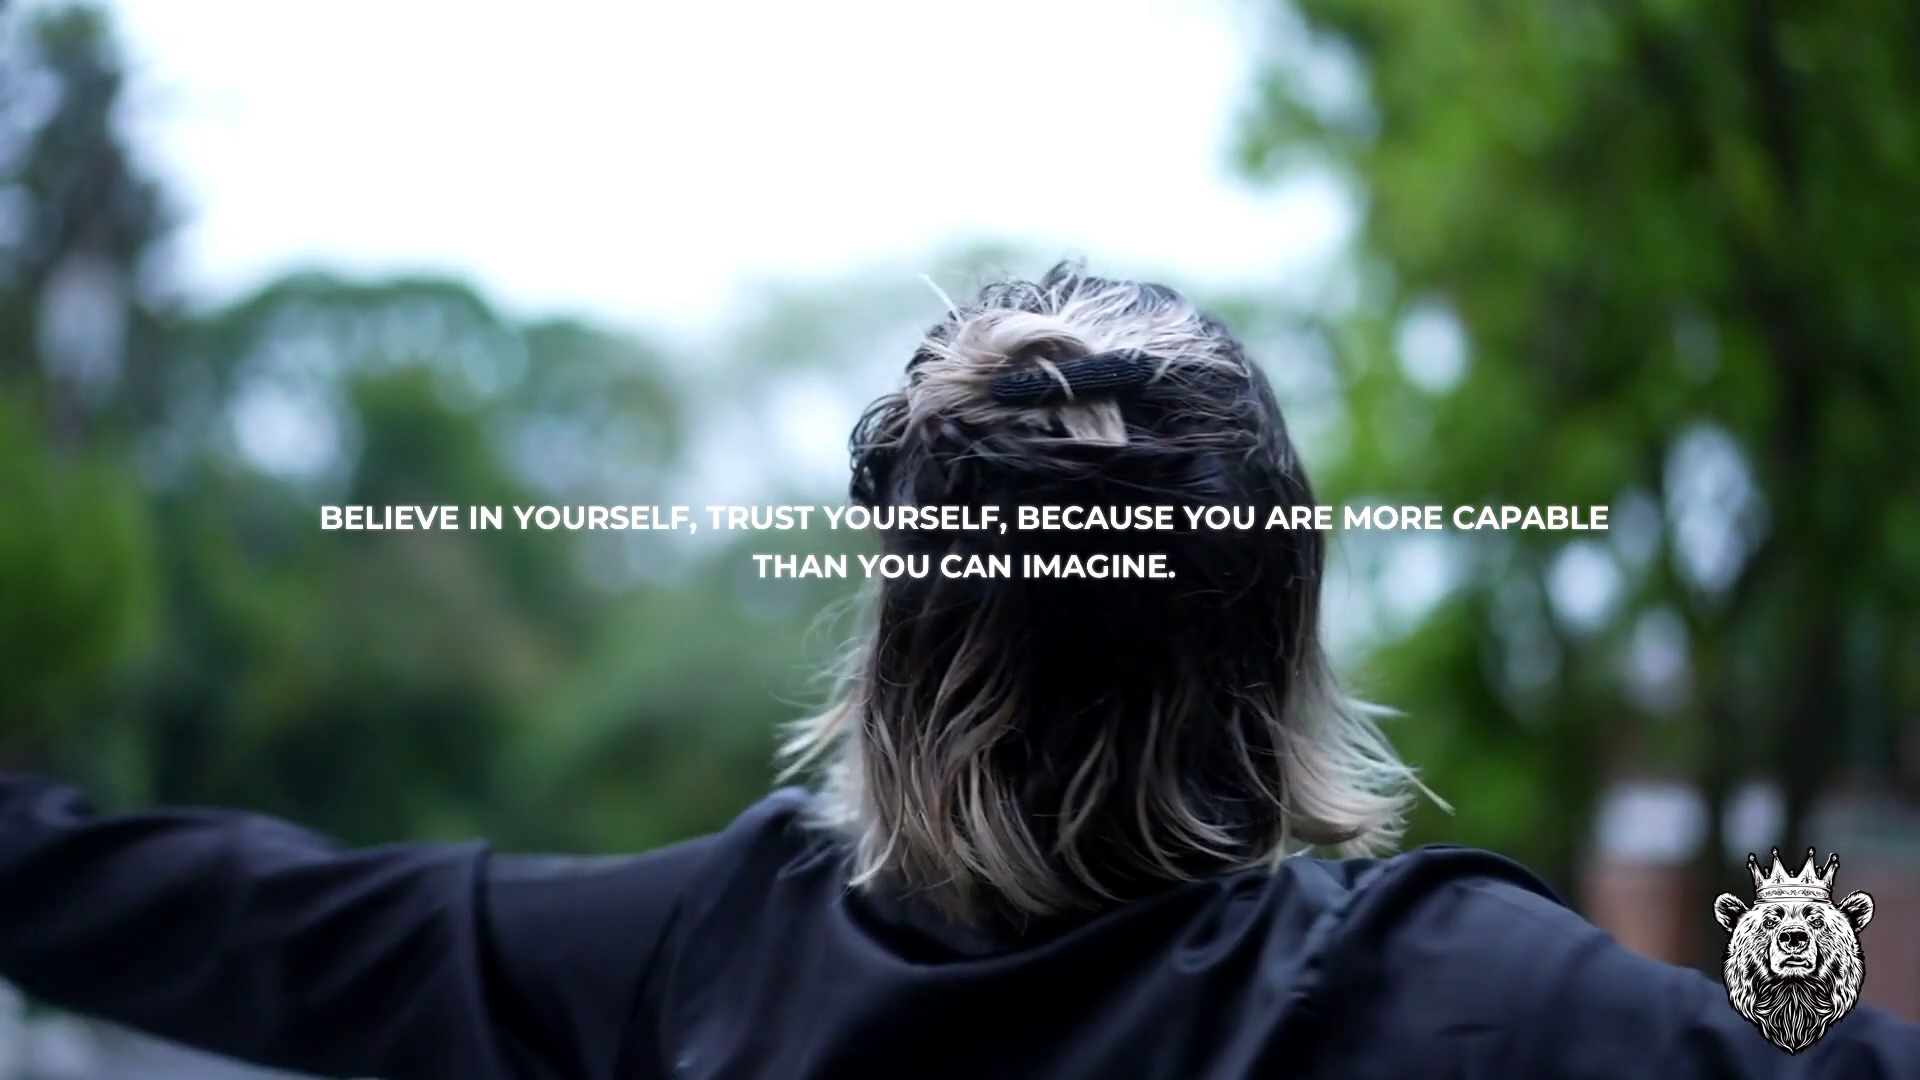 BELIEVE IN YOURSELF, TRUST YOURSELF, BECAUSE YOU ARE MORE CAPABLE
THAN YOU CAN IMAGINE.